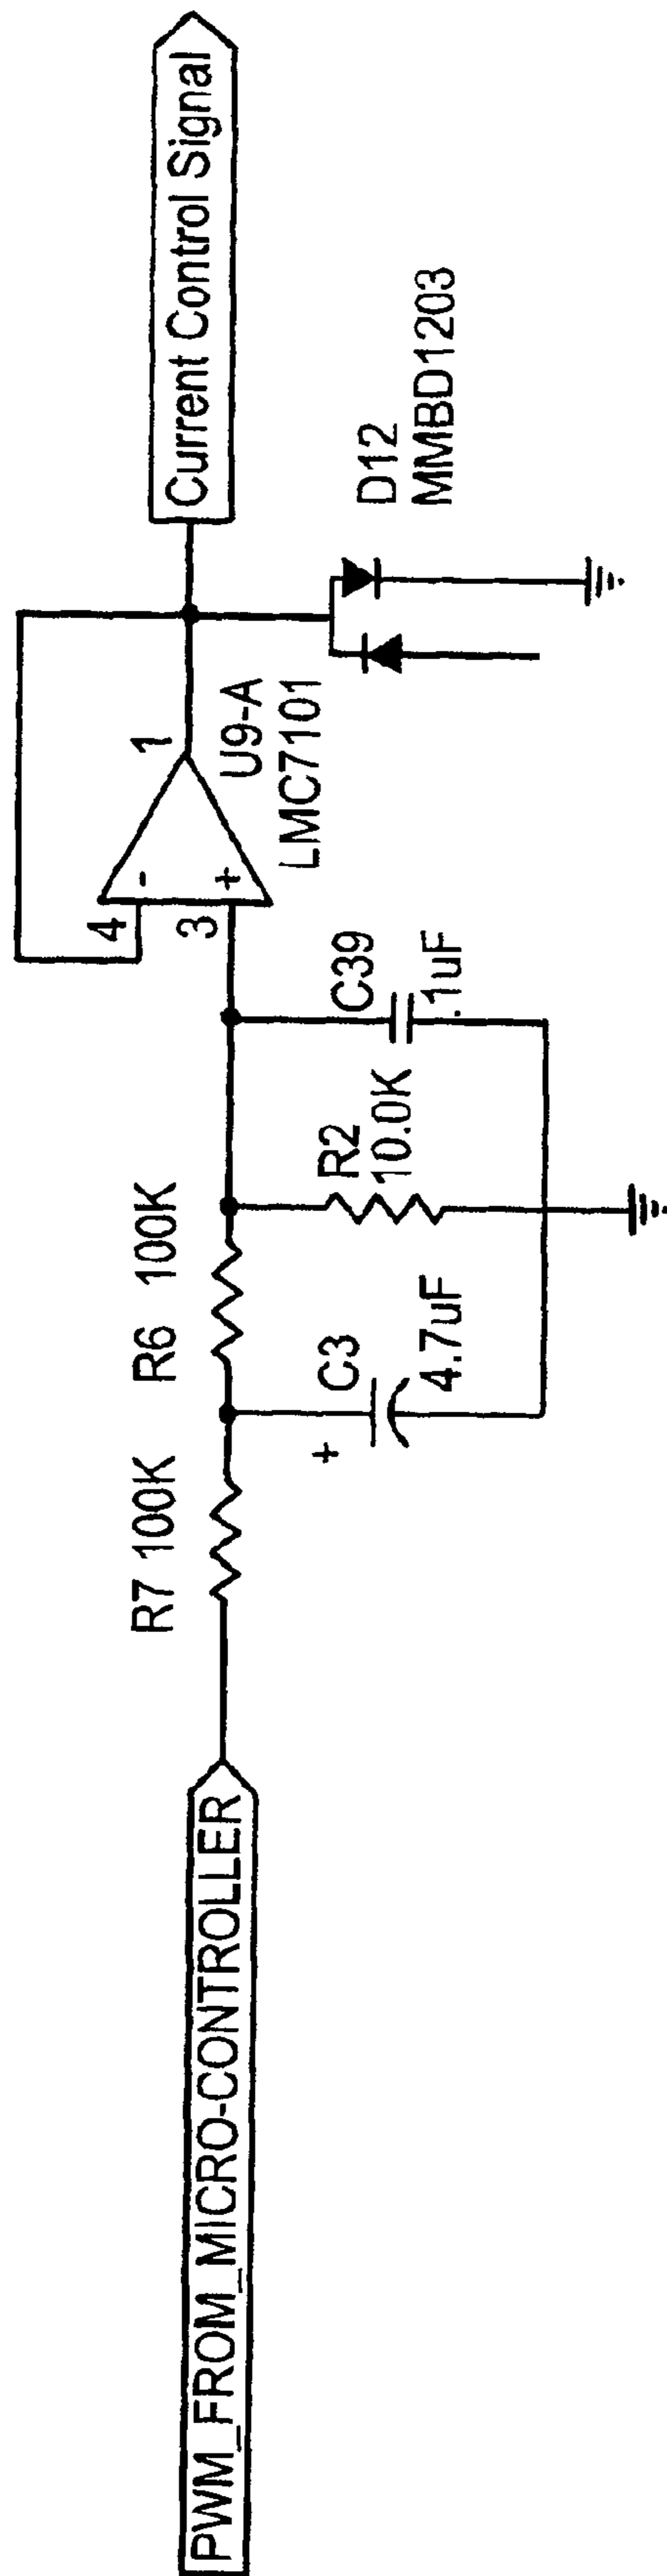 PWM_FROM_MICRO-CONTROLLER
R7 100K
R6 100K
+
C3
4.7uF
R2
10.0K
C39
.1uF
4
3
-
+
1
U9-A
LMC7101
Current Control Signal
D12
MMBD1203